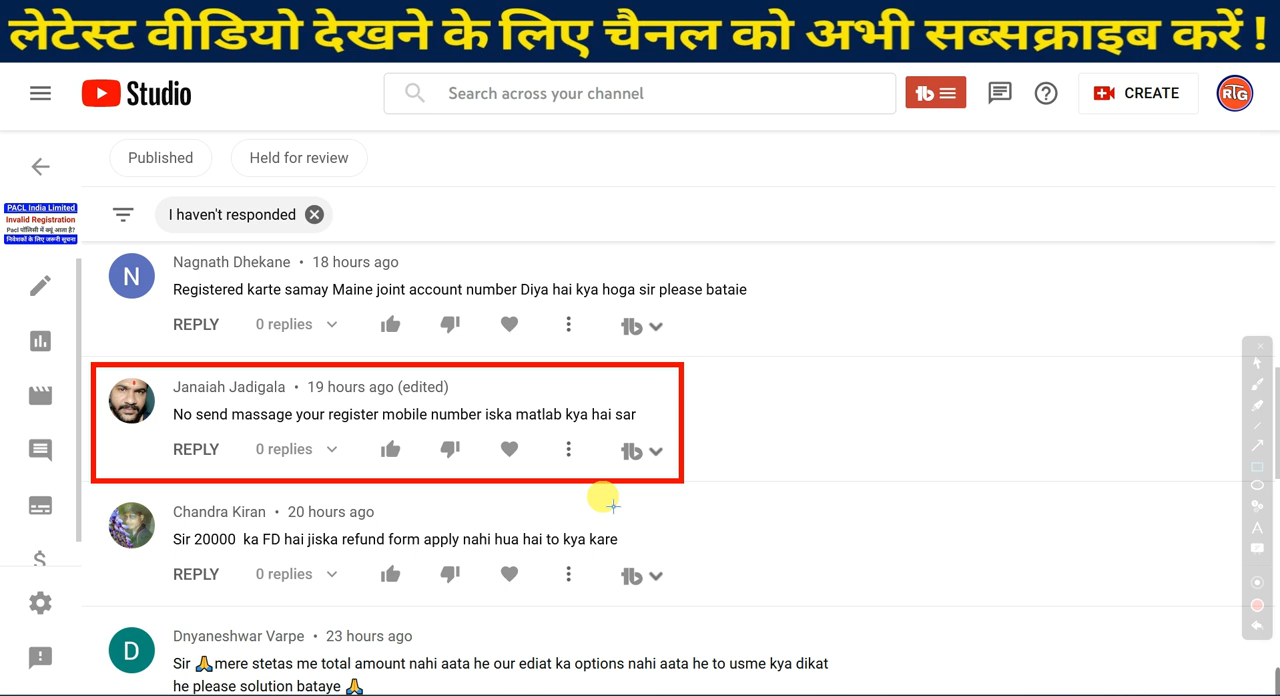 लेटेस्ट वीडियो देखने के लिए चैनल को अभी सब्सक्राइब करें !
Studio
Search across your channel
CREATE
RTG
Published
Held for review
PACL India Limited
Invalid Registration
Pacl पॉलिसी में क्यूं आता है?
निवेशकों के लिए जरूरी सूचना
I haven't responded
N
Nagnath Dhekane • 18 hours ago
Registered karte samay Maine joint account number Diya hai kya hoga sir please bataie
REPLY 0 replies
Janaiah Jadigala • 19 hours ago (edited)
No send massage your register mobile number iska matlab kya hai sar
REPLY 0 replies
Chandra Kiran • 20 hours ago
Sir 20000 ka FD hai jiska refund form apply nahi hua hai to kya kare
REPLY 0 replies
D
Dnyaneshwar Varpe • 23 hours ago
Sir 🙏mere stetas me total amount nahi aata he our ediat ka options nahi aata he to usme kya dikat
he please solution bataye 🙏